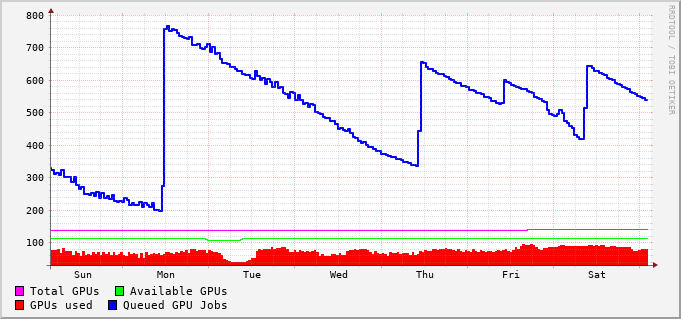 800
700
600
500
400
300
200
100
Sun Mon Tue Wed Thu Fri Sat
Total GPUs Available GPUs
GPUs used Queued GPU Jobs
RRDTOOL / TOBI OETIKER